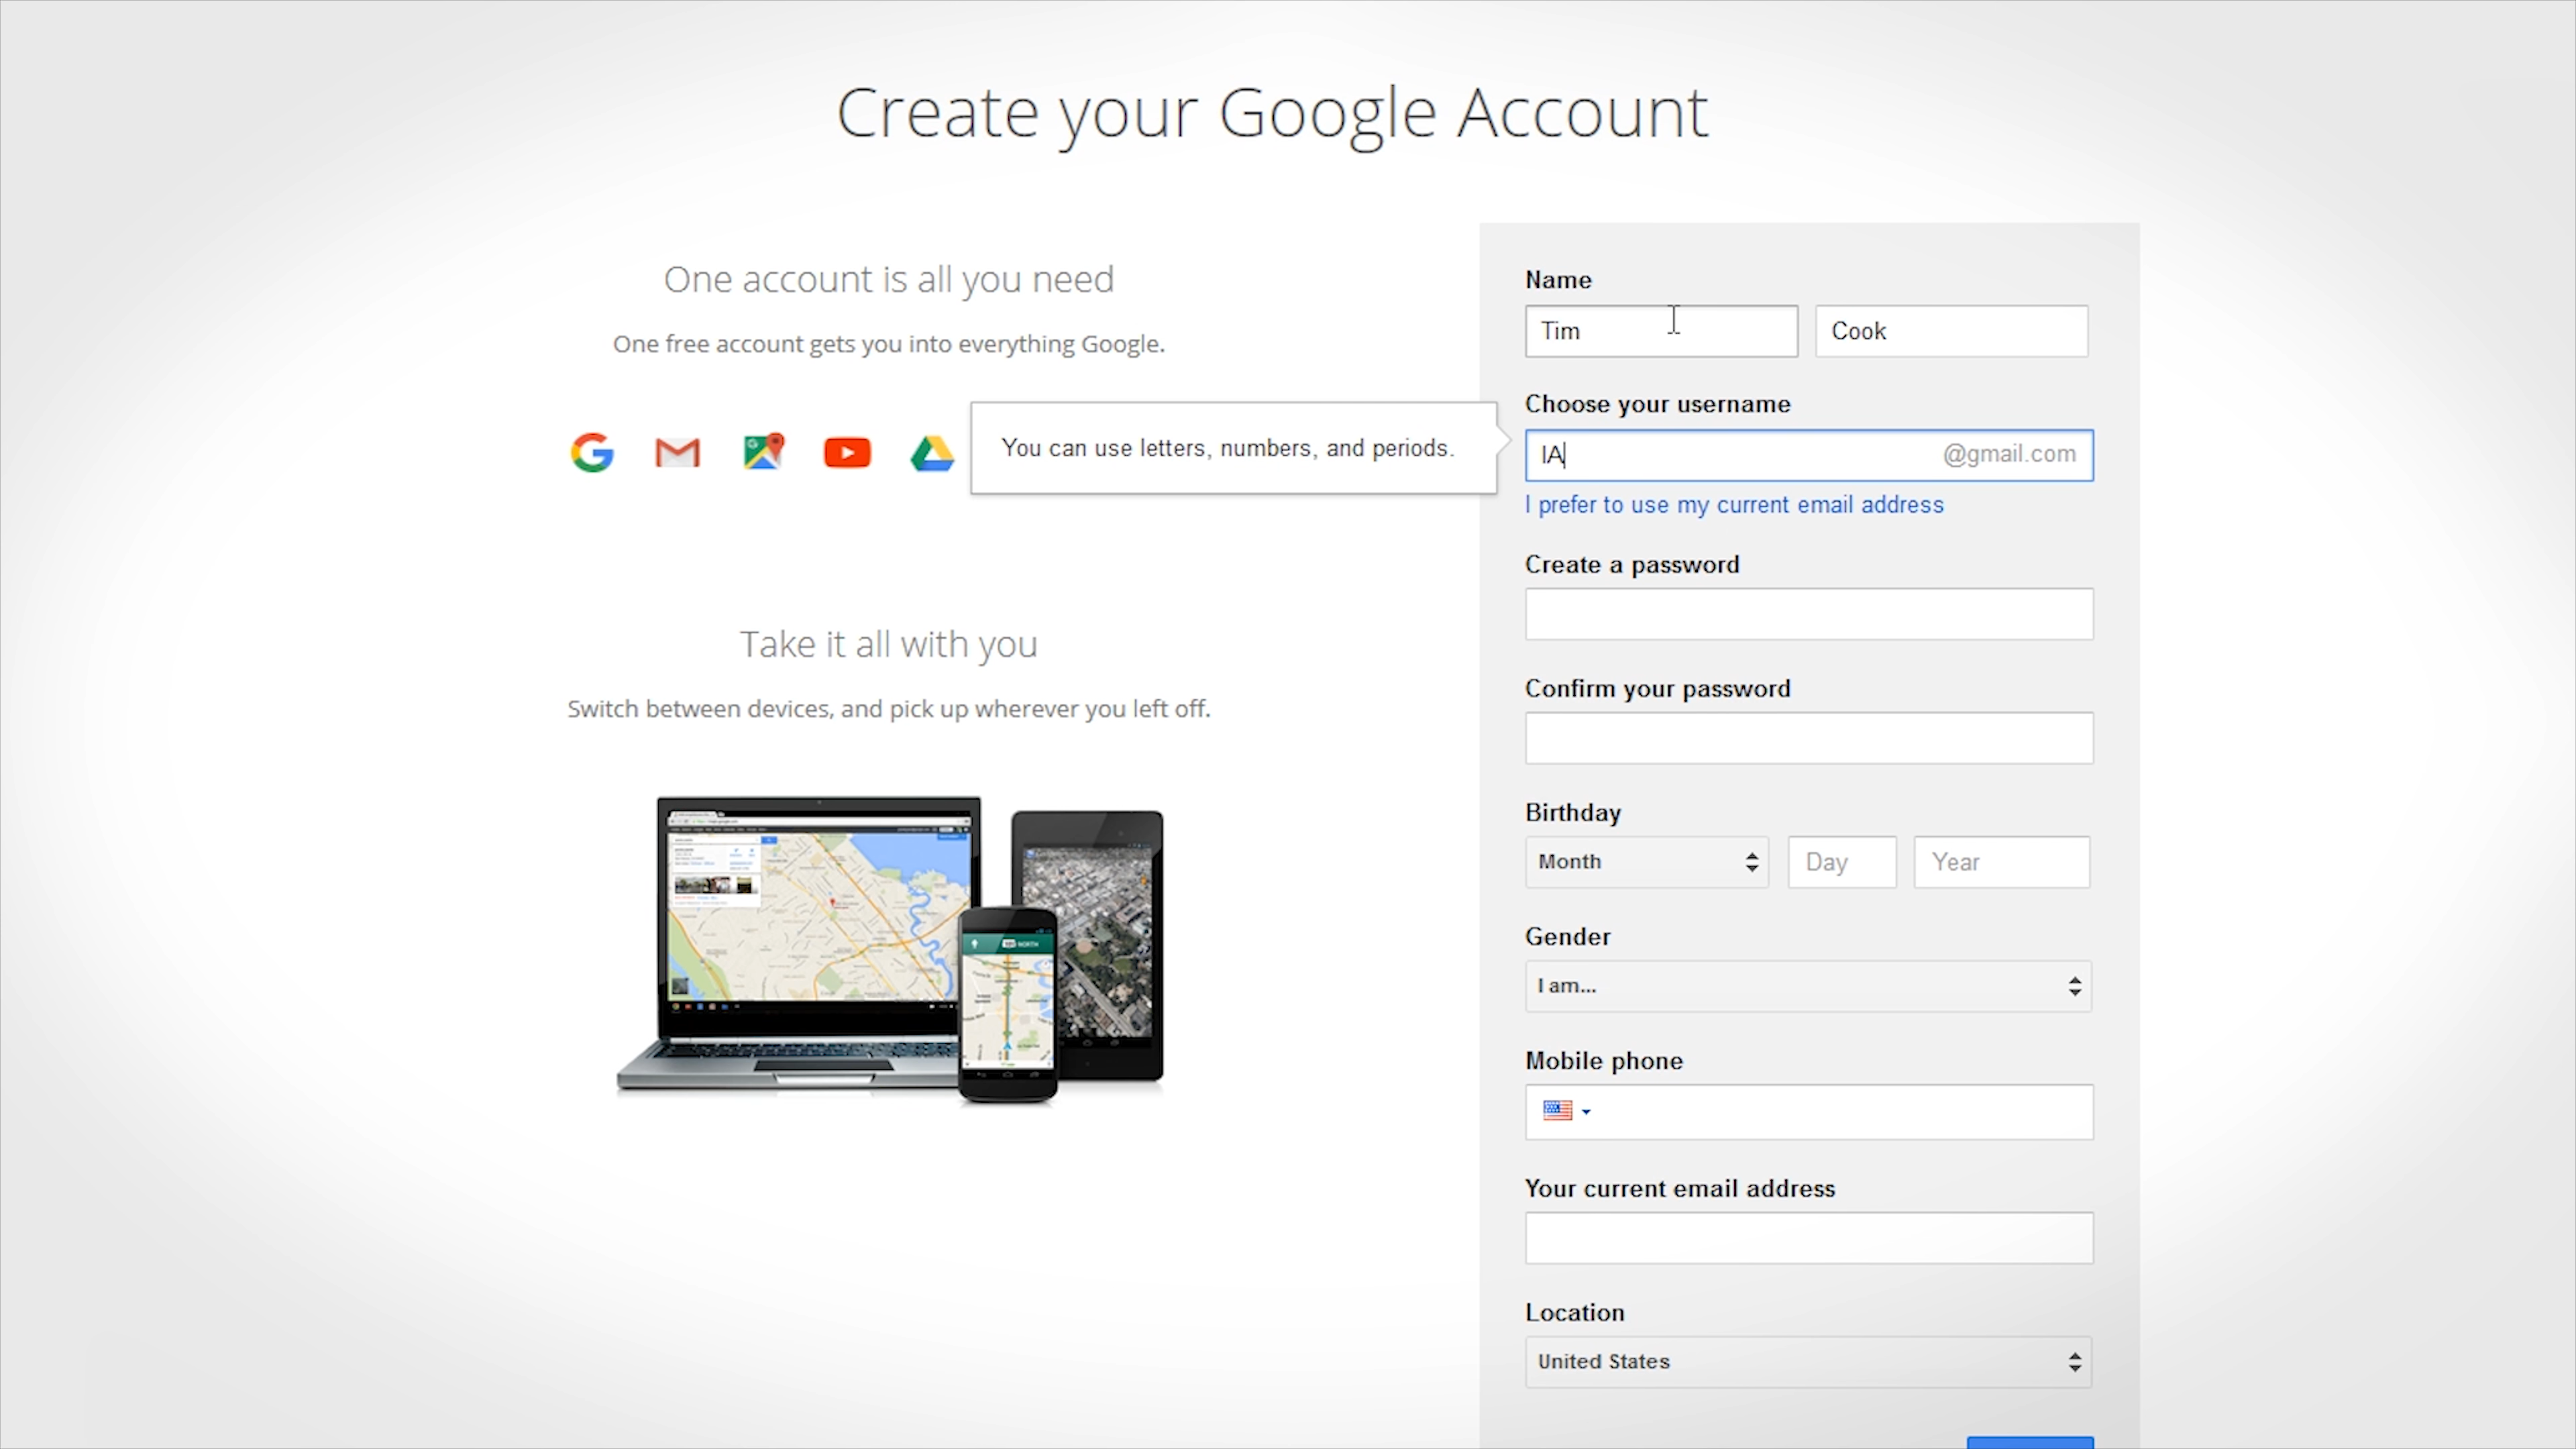 Create your Google Account
One account is all you need
One free account gets you into everything Google.
You can use letters, numbers, and periods.
Take it all with you
Switch between devices, and pick up wherever you left off.
Name
Tim Cook
Choose your username
IA @gmail.com
I prefer to use my current email address
Create a password
Confirm your password
Birthday
Month Day Year
Gender
I am...
Mobile phone
Your current email address
Location
United States